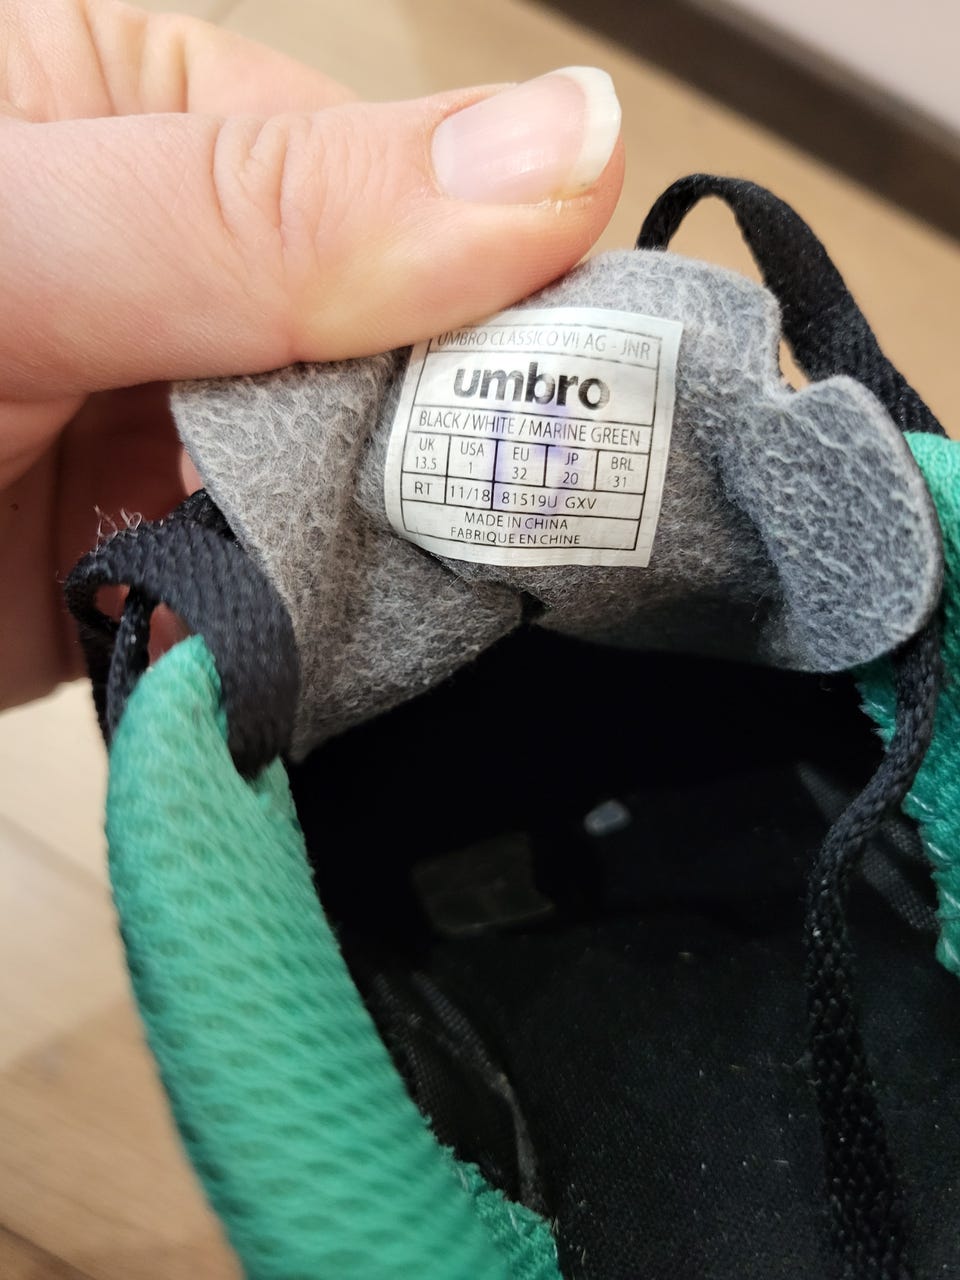 UMBRO CLASSICO VII AG - JNR
umbro
BLACK / WHITE / MARINE GREEN
UK USA EU JP BRL
13.5 1 32 20 31
RT 11/18 81519U GXV
MADE IN CHINA
FABRIQUE EN CHINE